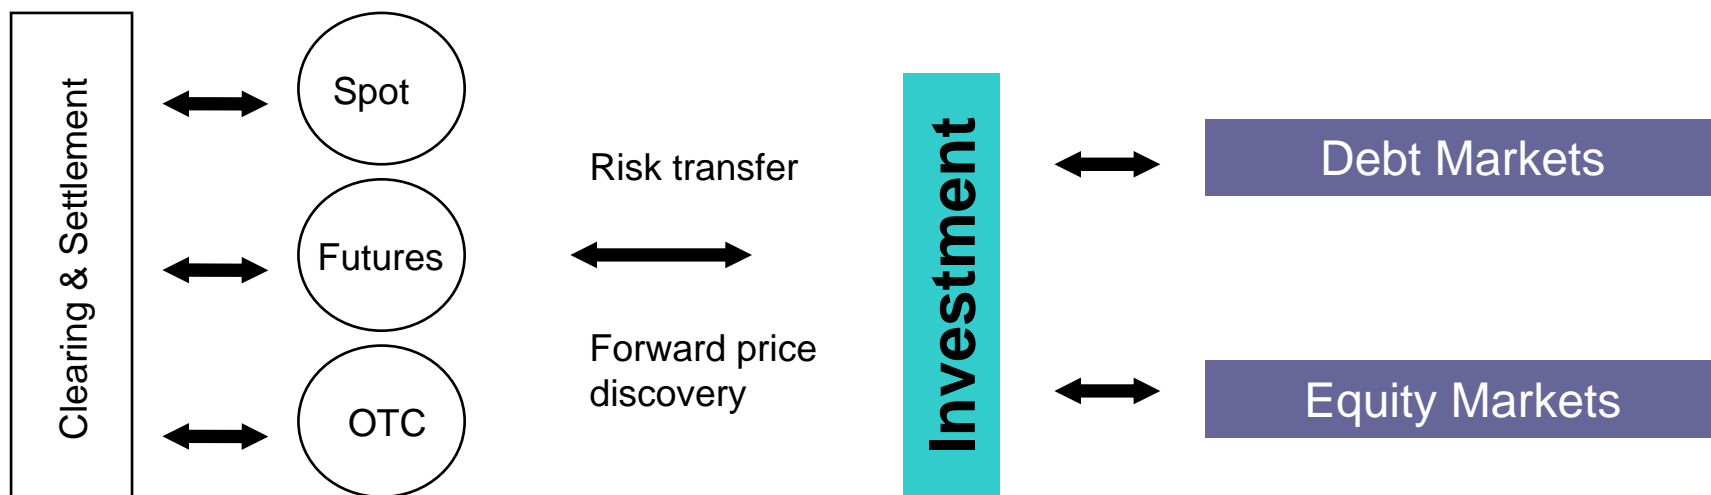 Clearing & Settlement
Spot
Futures
OTC
Risk transfer
Forward price
discovery
Investment
Debt Markets
Equity Markets